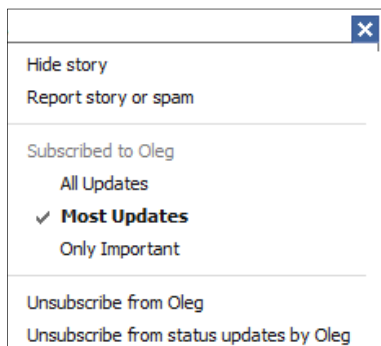 Hide story
Report story or spam
Subscribed to Oleg
All Updates
Most Updates
Only Important
Unsubscribe from Oleg
Unsubscribe from status updates by Oleg